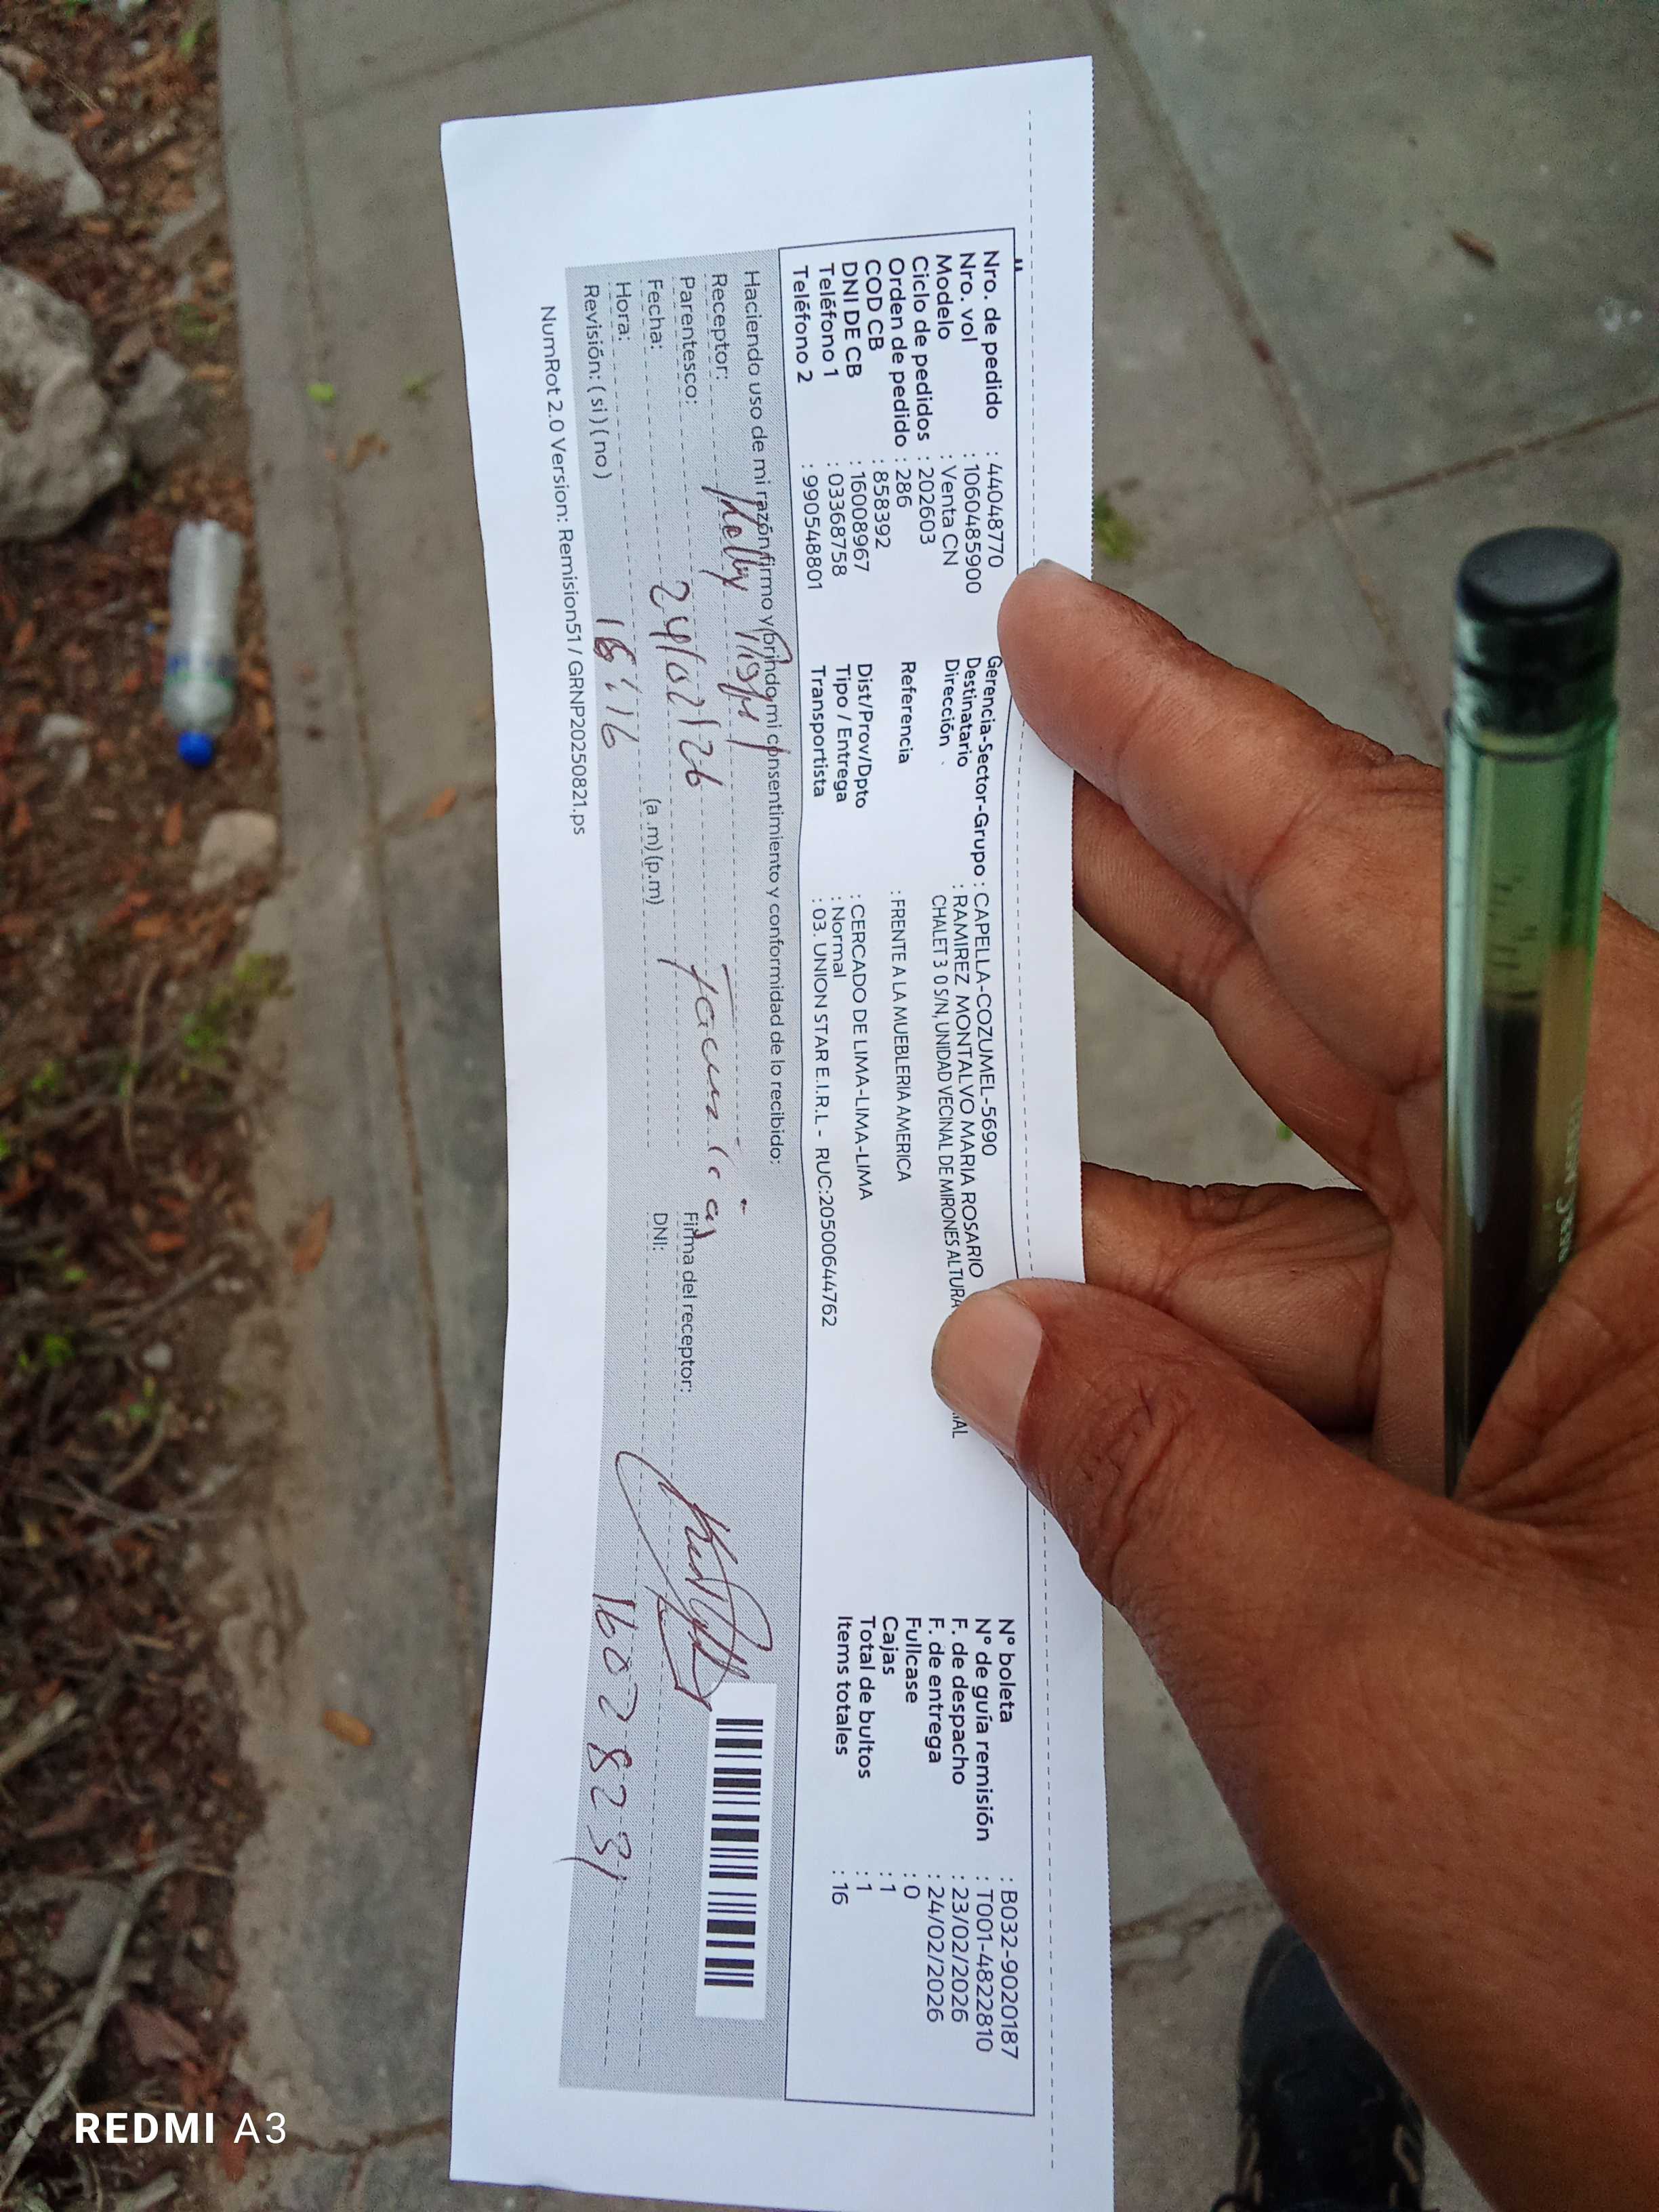 Nro. de pedido : 44048770
Nro. vol : 1060485900
Modelo : Venta CN
Ciclo de pedidos : 202603
Orden de pedido : 286
COD CB : 858392
DNI DE CB : 16008967
Teléfono 1 : 03368758
Teléfono 2 : 990548801
Gerencia-Sector-Grupo : CAPELLA-COZUMEL-5690
Destinatario : RAMIREZ MONTALVO MARIA ROSARIO
Dirección CHALET 3 0 S/N, UNIDAD VECINAL DE MIRONES ALTURA
Referencia : FRENTE A LA MUEBLERIA AMERICA
Dist/Prov/Dpto : CERCADO DE LIMA-LIMA-LIMA
Tipo / Entrega : Normal
Transportista : 03. UNION STAR E.I.R.L - RUC:20500644762
N° boleta : B032-9020187
N° de guía remisión : T001-48222810
F. de despacho : 23/02/2026
F. de entrega : 24/02/2026
Fullcase : 0
Cajas : 1
Total de bultos : 1
Items totales : 16
Haciendo uso de mi razón firmo y brindo mi consentimiento y conformidad de lo recibido:
Receptor: Kelly
Parentesco:
Fecha: 24/02/26
Hora: 16:16 (a.m) (p.m)
Revisión: ( si ) ( no )
Firma del receptor:
DNI: 16028231
NumRot 2.0 Version: Remision51 / GRNP20250821.ps
REDMI A3